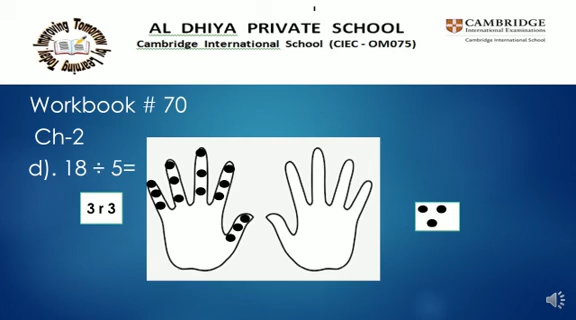 AL DHIYA PRIVATE SCHOOL
Cambridge International School (CIEC - OM075)
Improving Tomorrow by Learning Today
CAMBRIDGE
International Examinations
Cambridge International School
Workbook # 70
Ch-2
d). 18 ÷ 5=
3 r 3